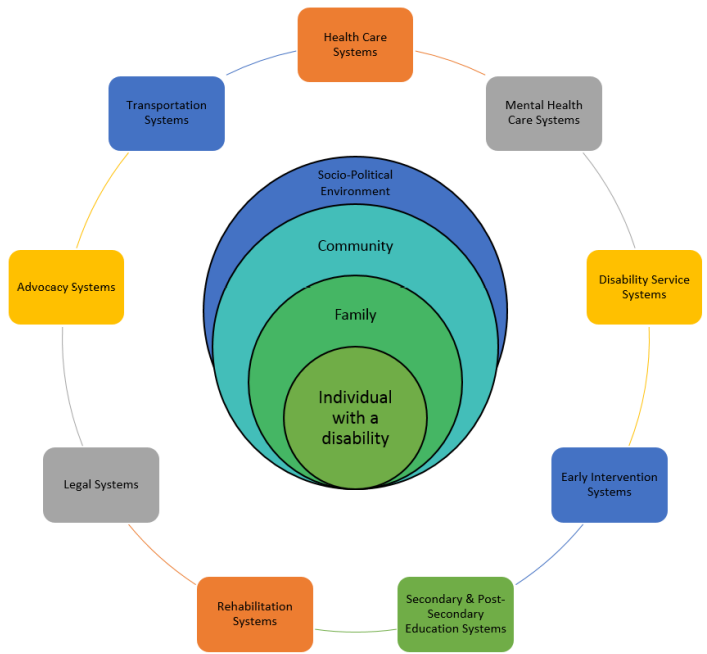 Health Care
Systems
Transportation
Systems
Mental Health
Care Systems
Socio-Political
Environment
Community
Advocacy Systems
Disability Service
Systems
Family
Individual
with a
disability
Legal Systems
Early Intervention
Systems
Rehabilitation
Systems
Secondary & Post-
Secondary
Education Systems